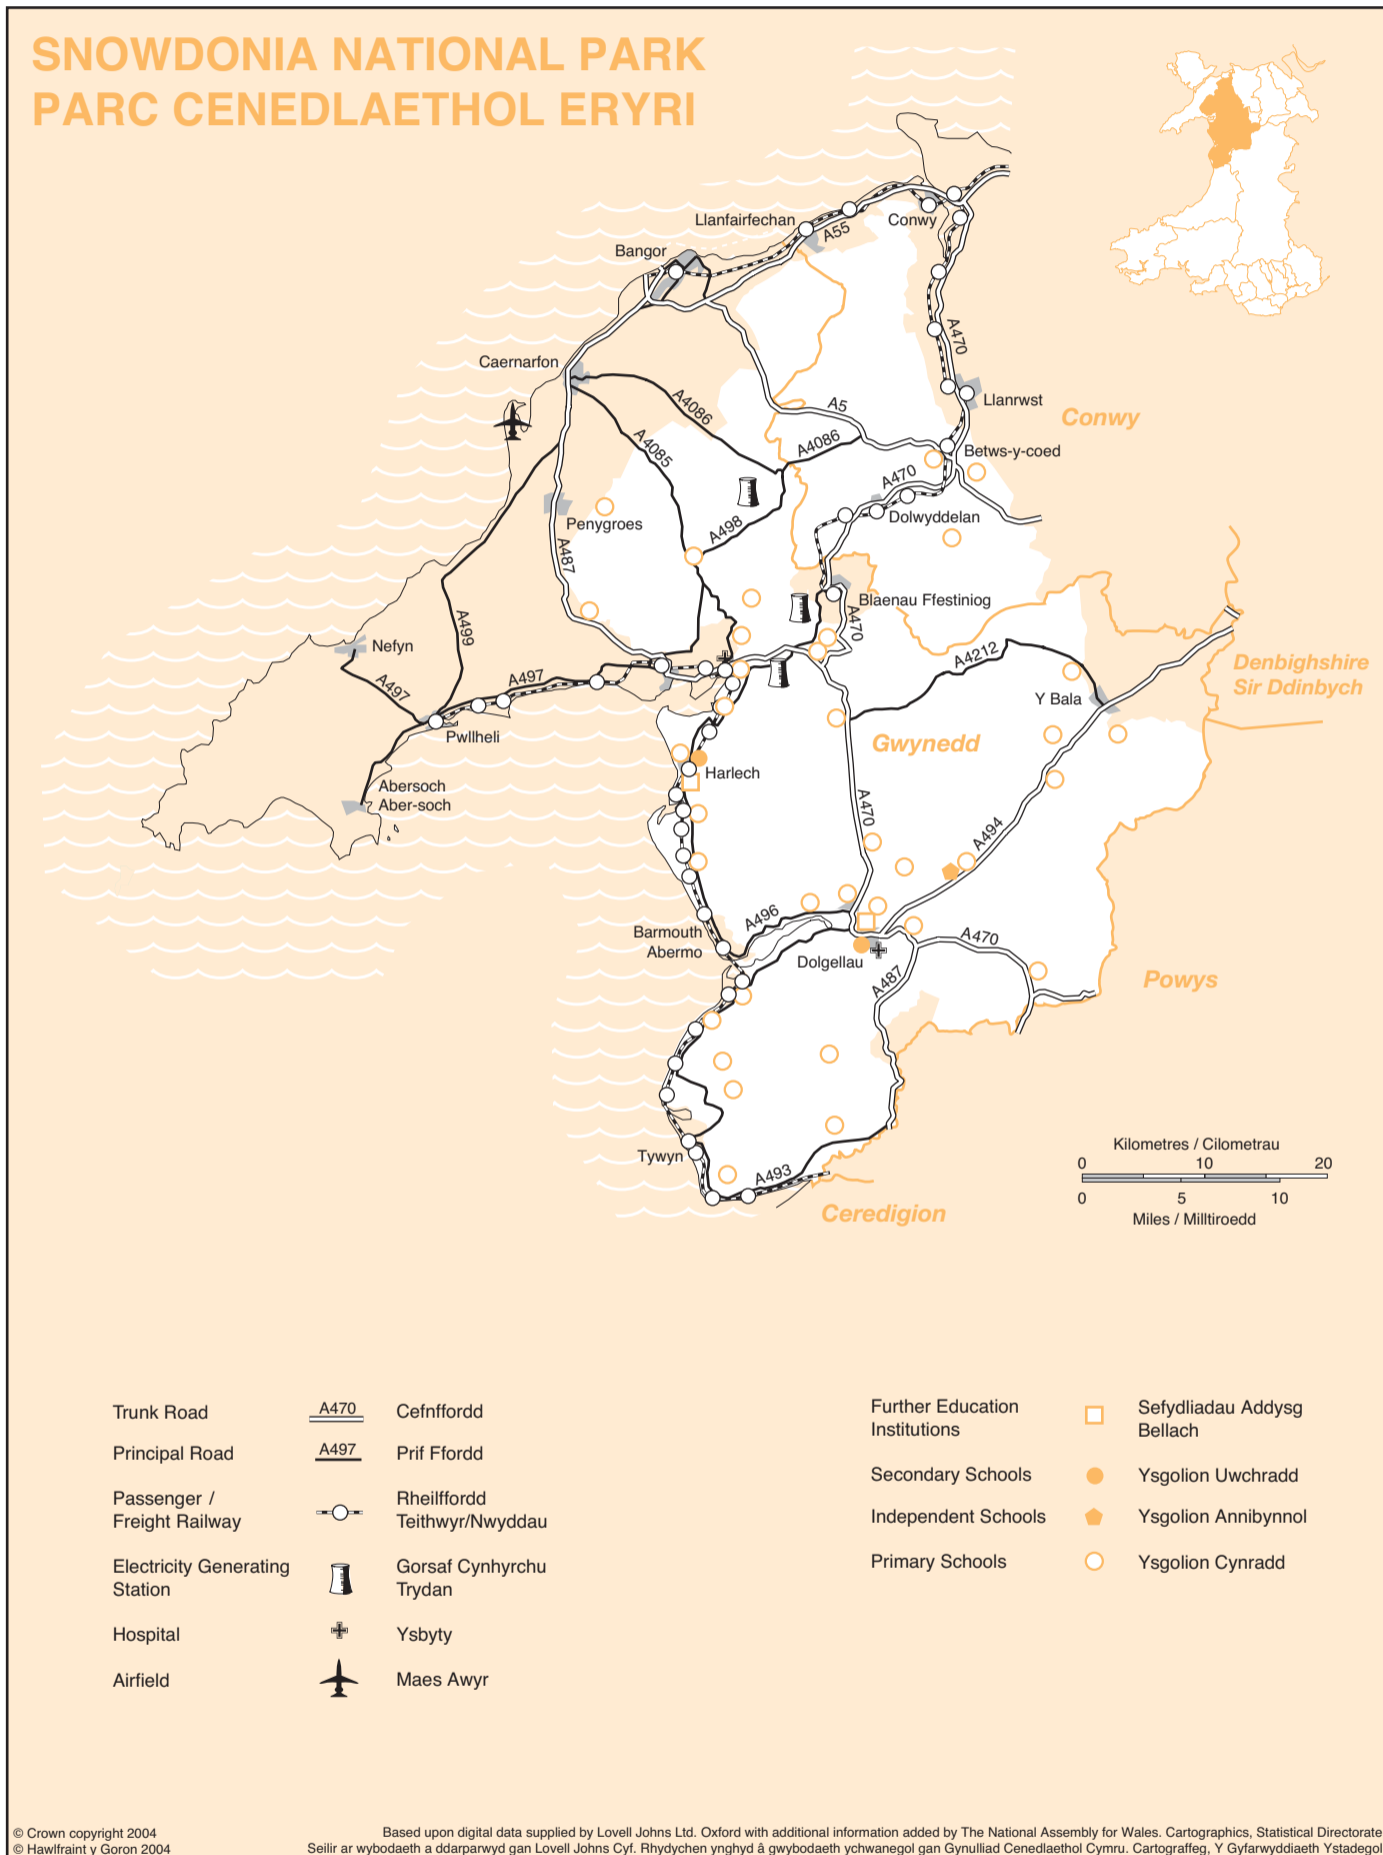 SNOWDONIA NATIONAL PARK
PARC CENEDLAETHOL ERYRI
Llanfairfechan
Conwy
A55
Bangor
A470
Caernarfon
Llanrwst
Conwy
A4086
A5
A4085
A4086
Betws-y-coed
A470
Penygroes
A498
Dolwyddelan
A487
Blaenau Ffestiniog
A470
A499
Nefyn
A4212
Denbighshire
Sir Ddinbych
A497
A497
Y Bala
Pwllheli
Gwynedd
Harlech
Abersoch
Aber-soch
A470
A494
A496
Barmouth
Abermo
A470
Dolgellau
A487
Powys
Kilometres / Cilometrau
0 10 20
0 5 10
Miles / Milltiroedd
Tywyn
A493
Ceredigion
Trunk Road A470 Cefnffordd
Principal Road A497 Prif Ffordd
Passenger / Rheilffordd
Freight Railway Teithwyr/Nwyddau
Electricity Generating Gorsaf Cynhyrchu
Station Trydan
Hospital Ysbyty
Airfield Maes Awyr
Further Education Sefydliadau Addysg
Institutions Bellach
Secondary Schools Ysgolion Uwchradd
Independent Schools Ysgolion Annibynnol
Primary Schools Ysgolion Cynradd
© Crown copyright 2004 Based upon digital data supplied by Lovell Johns Ltd. Oxford with additional information added by The National Assembly for Wales. Cartographics, Statistical Directorate
© Hawlfraint y Goron 2004 Seilir ar wybodaeth a ddarparwyd gan Lovell Johns Cyf. Rhydychen ynghyd â gwybodaeth ychwanegol gan Gynulliad Cenedlaethol Cymru. Cartograffeg, Y Gyfarwyddiaeth Ystadegol